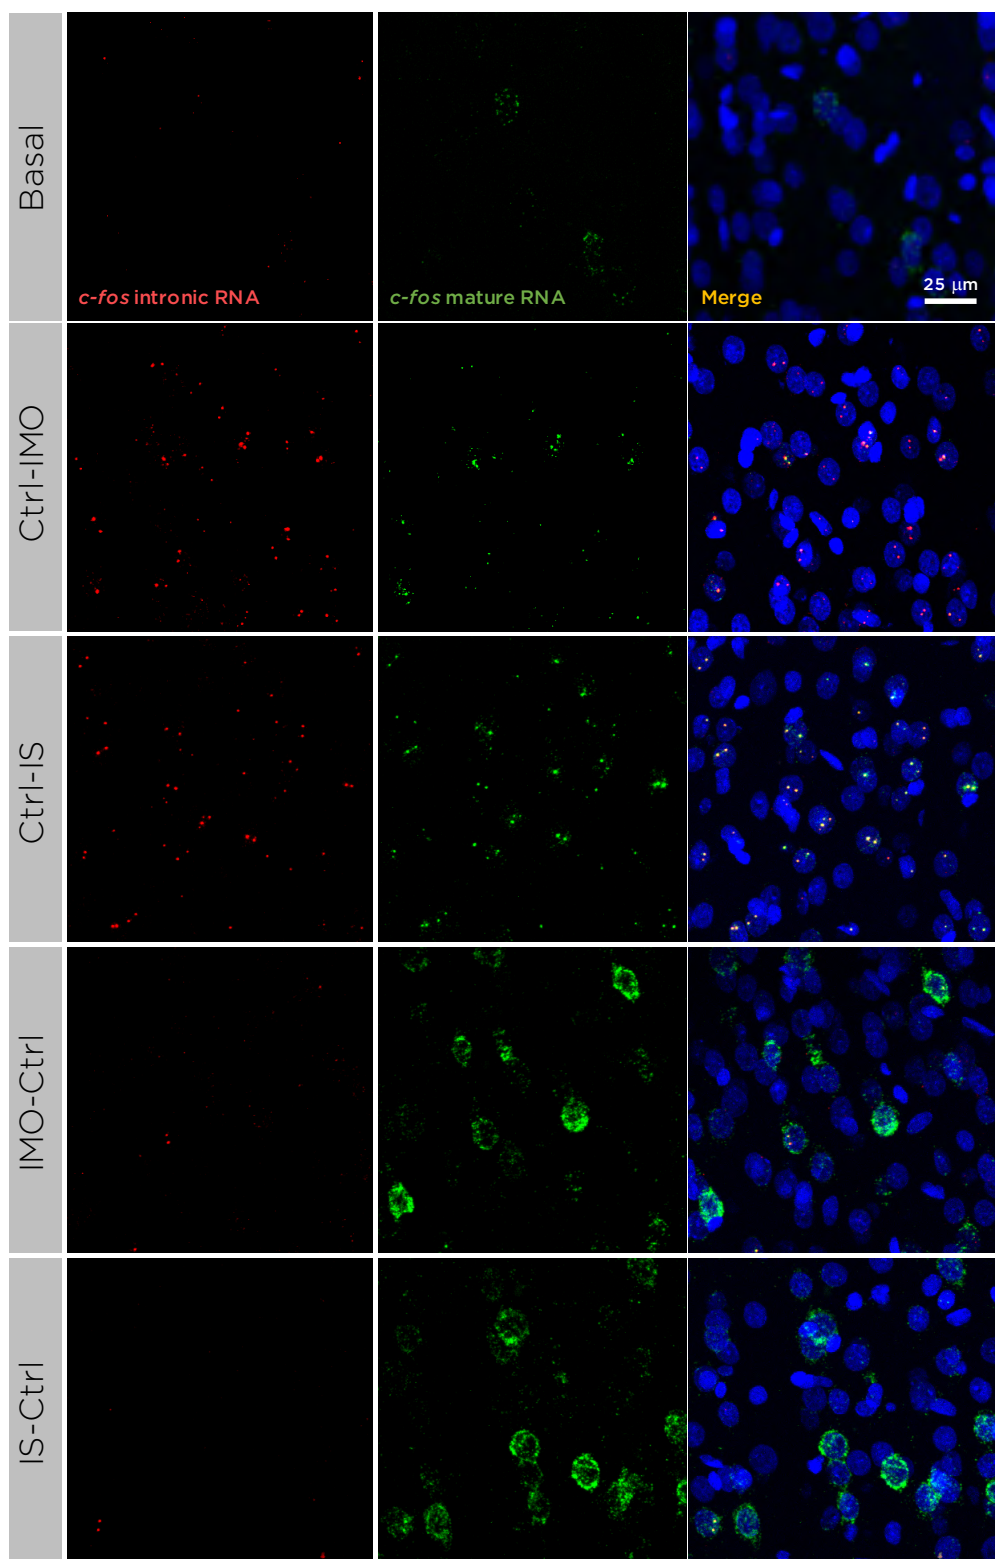 Basal
c-fos intronic RNA
c-fos mature RNA
Merge
25 μm
Ctrl-IMO
Ctrl-IS
IMO-Ctrl
IS-Ctrl